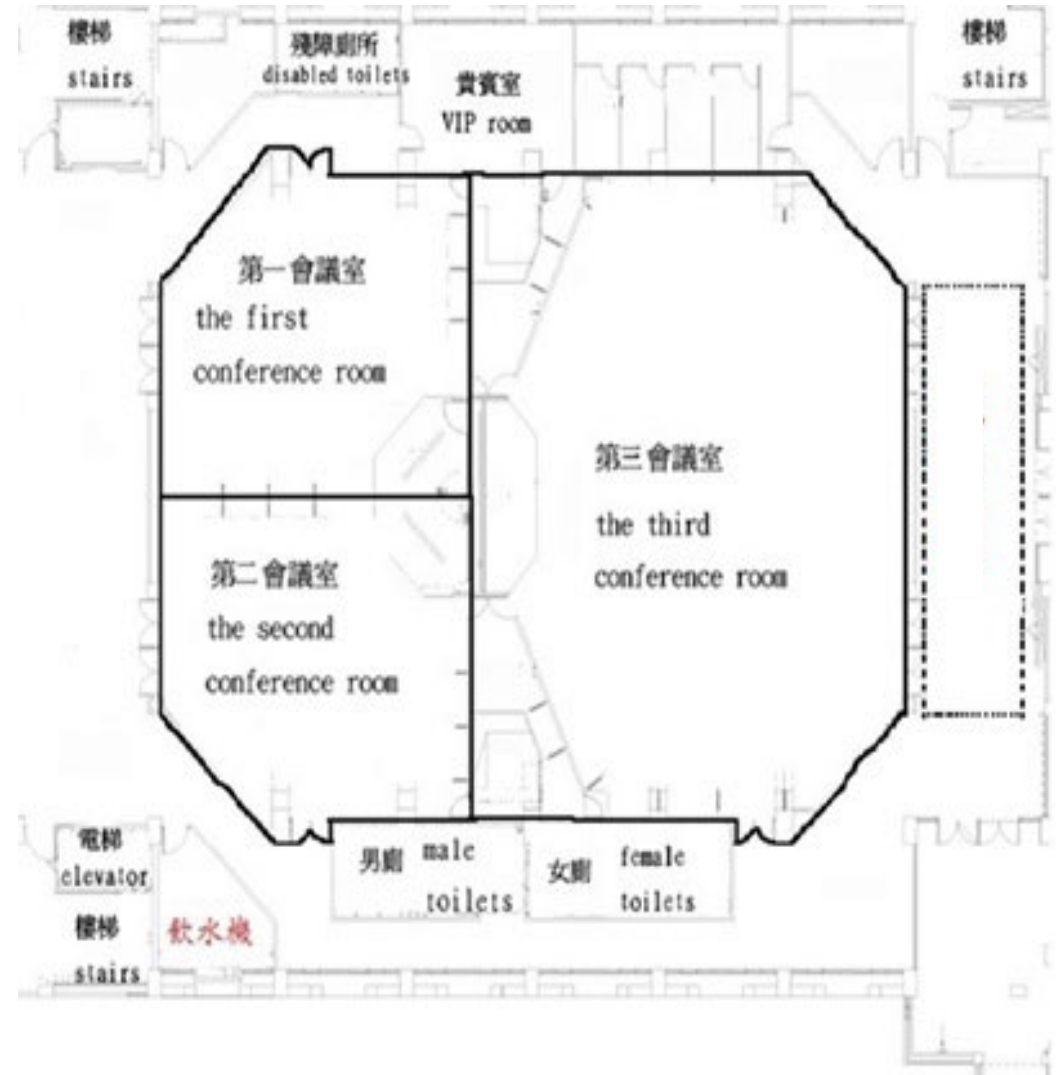 樓梯
stairs
殘障廁所
disabled toilets
貴賓室
VIP room
樓梯
stairs
第一會議室
the first
conference room
第三會議室
the third
conference room
第二會議室
the second
conference room
電梯
elevator
樓梯
stairs
飲水機
男廁
male
toilets
女廁
female
toilets